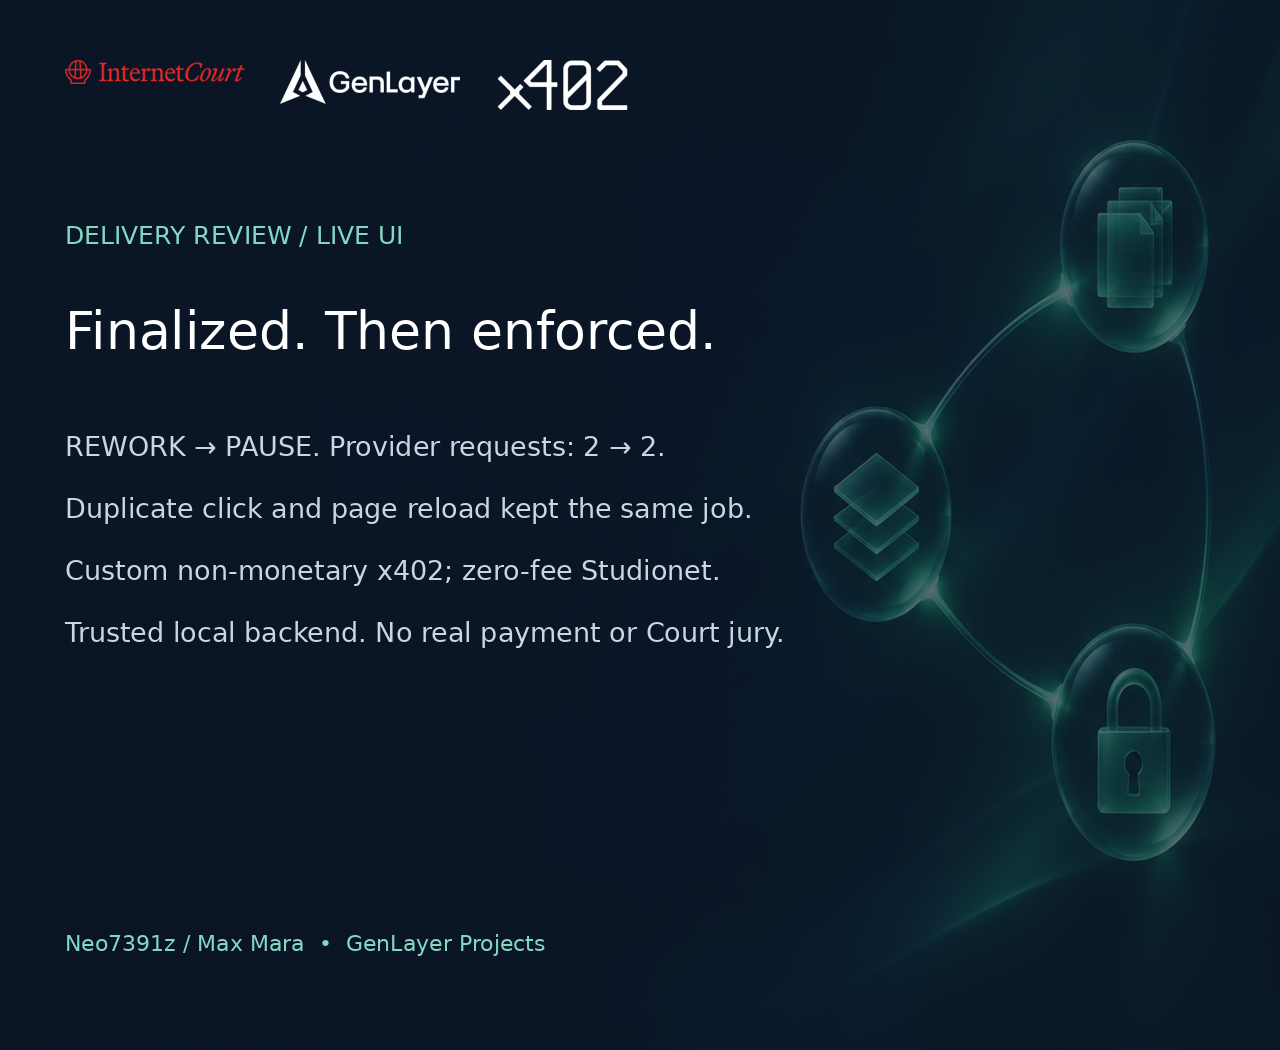 InternetCourt
GenLayer
x402
DELIVERY REVIEW / LIVE UI
Finalized. Then enforced.
REWORK → PAUSE. Provider requests: 2 → 2.
Duplicate click and page reload kept the same job.
Custom non-monetary x402; zero-fee Studionet.
Trusted local backend. No real payment or Court jury.
Neo7391z / Max Mara • GenLayer Projects